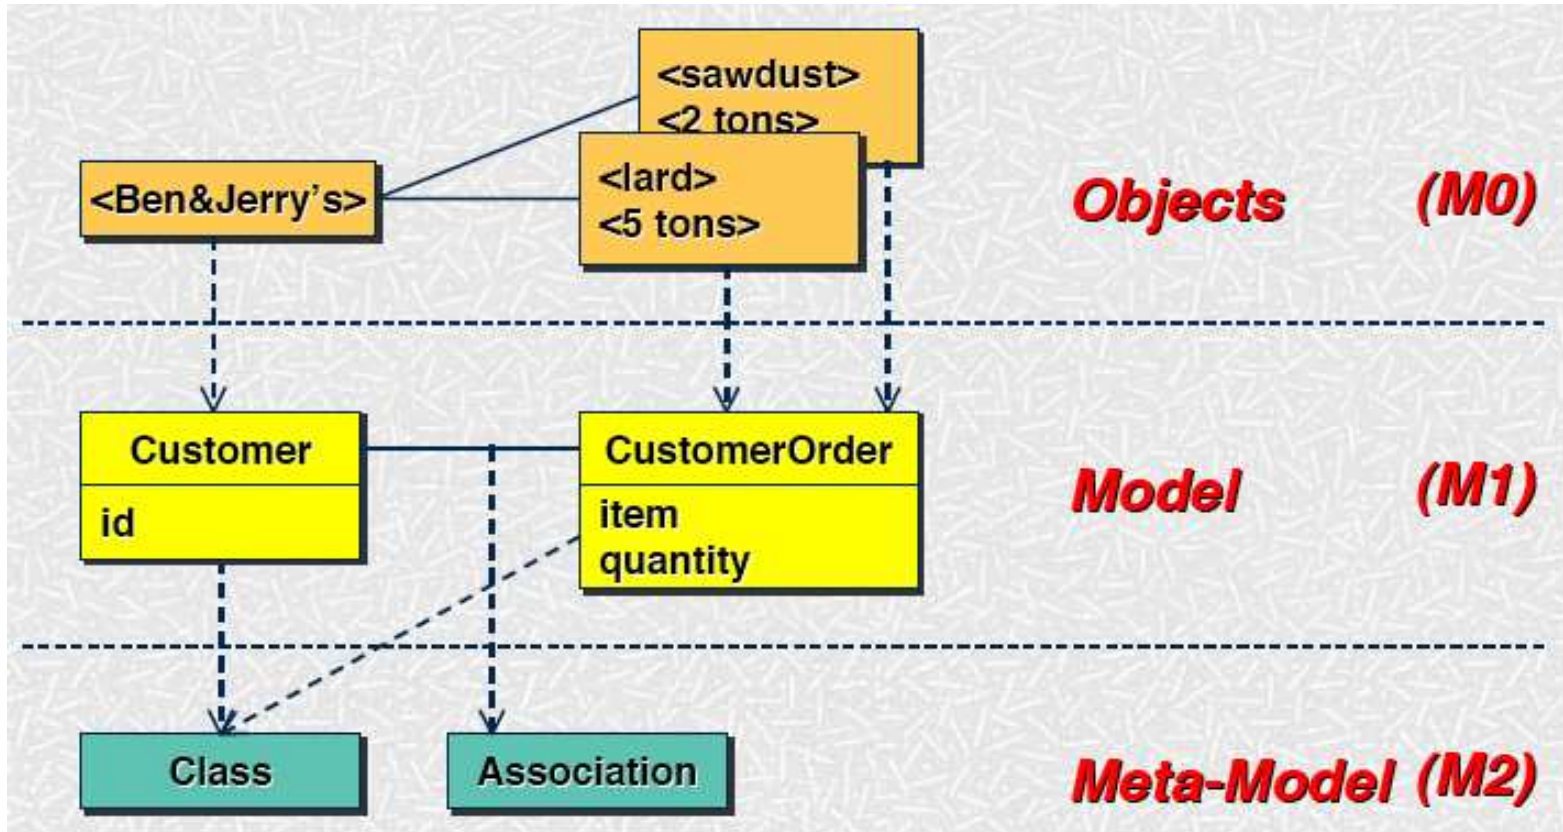 <sawdust>
<2 tons>
<Ben&Jerry’s>
<lard>
<5 tons>
Objects (M0)
Customer
id
CustomerOrder
item
quantity
Model (M1)
Class
Association
Meta-Model (M2)